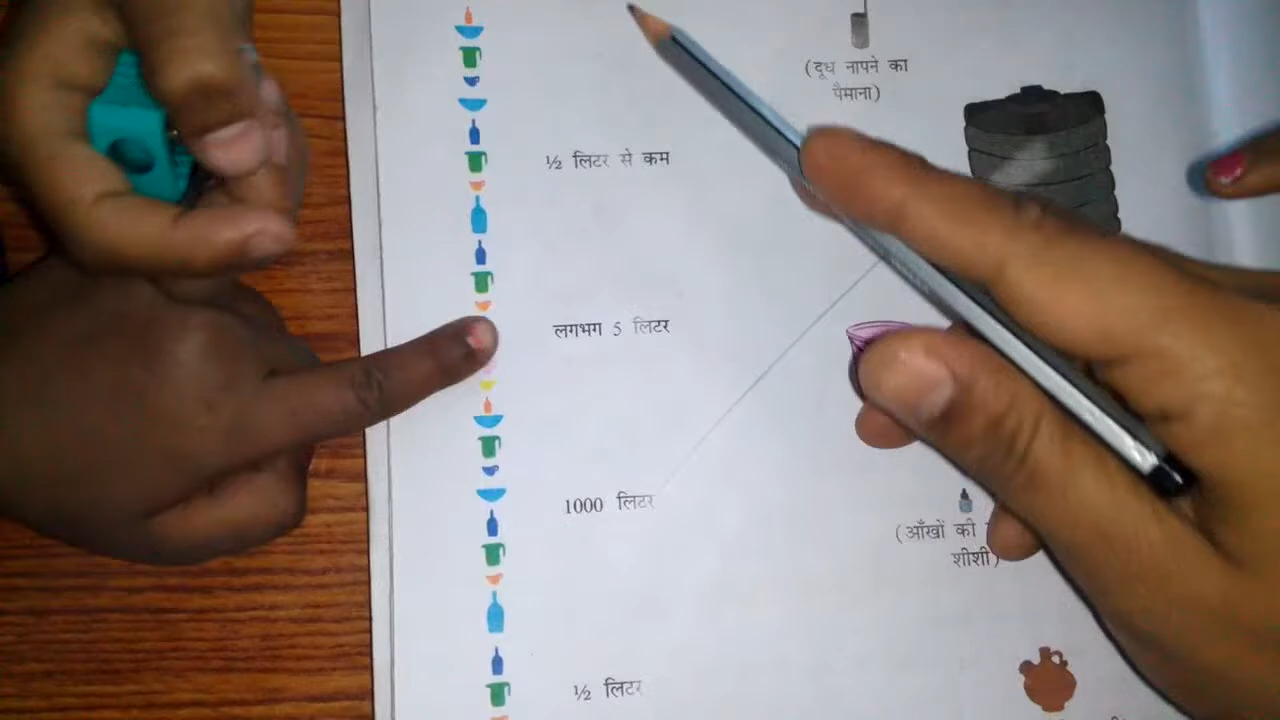 (दूध नापने का
पैमाना)
½ लिटर से कम
लगभग 5 लिटर
1000 लिटर
(आँखों की
शीशी)
½ लिटर